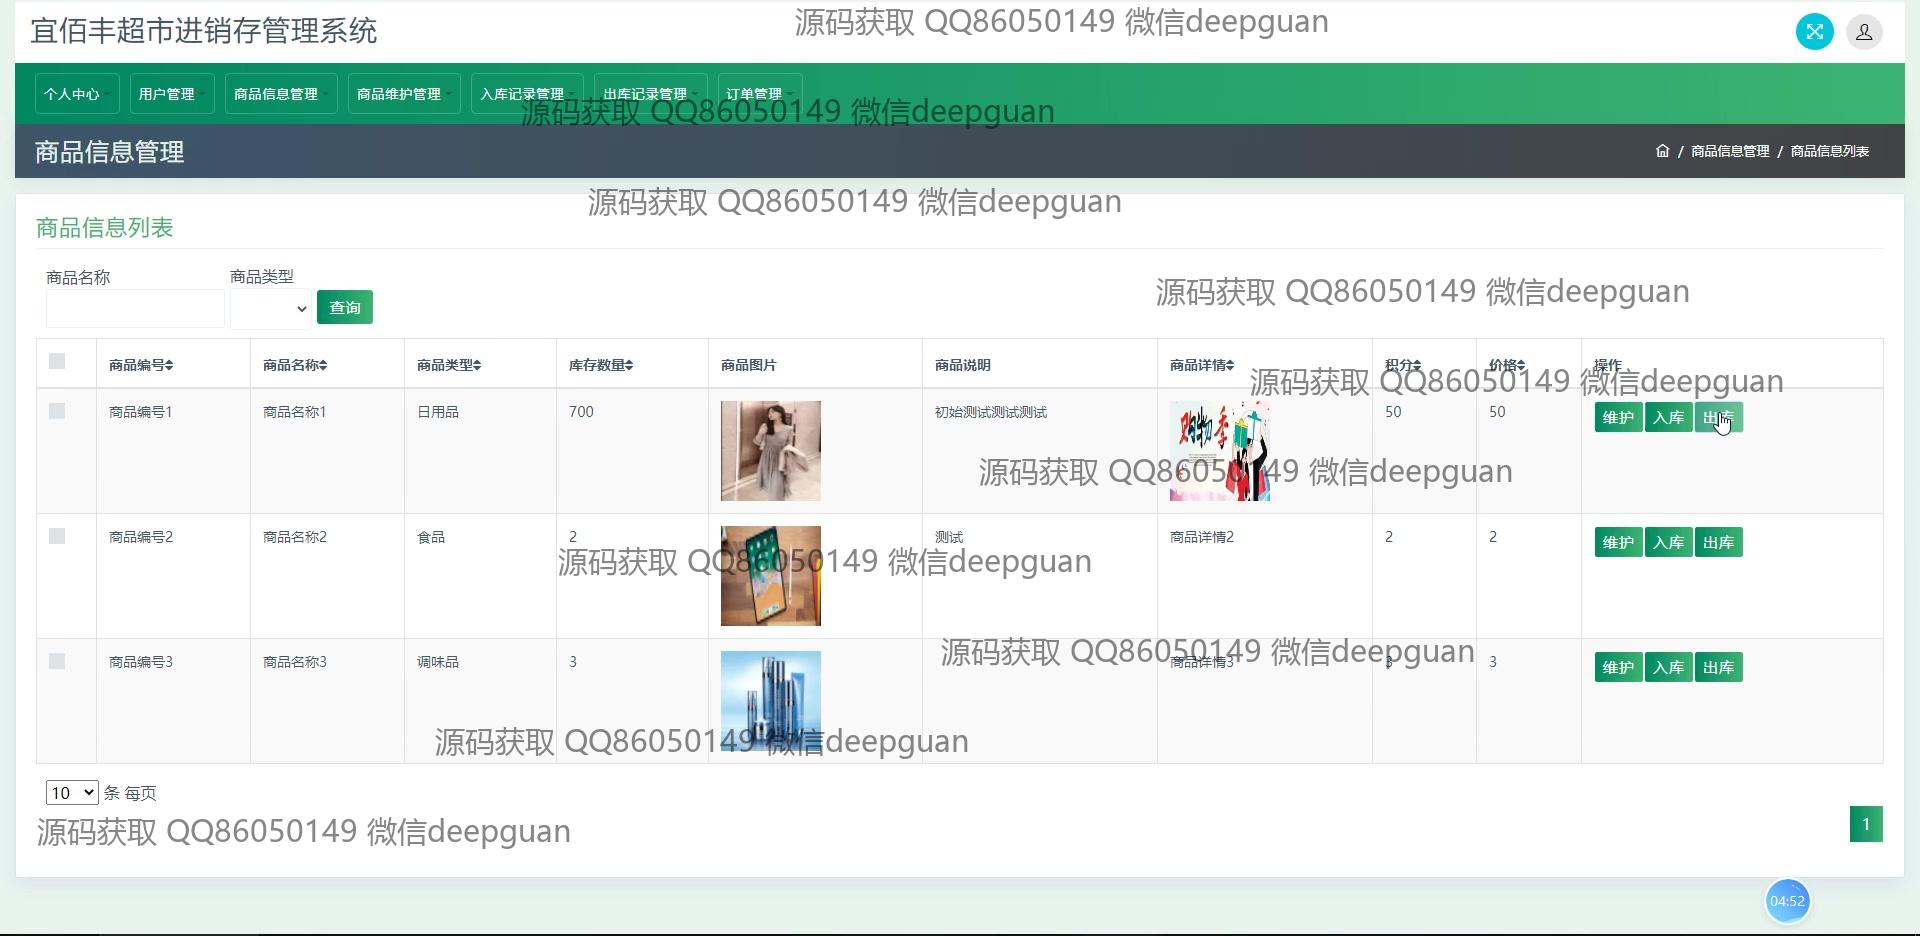 宜佰丰超市进销存管理系统
源码获取 QQ86050149 微信deepguan
个人中心 用户管理 商品信息管理 商品维护管理 入库记录管理 出库记录管理 订单管理
源码获取 QQ86050149 微信deepguan
商品信息管理
/ 商品信息管理 / 商品信息列表
源码获取 QQ86050149 微信deepguan
商品信息列表
商品名称 商品类型
查询
源码获取 QQ86050149 微信deepguan
商品编号 商品名称 商品类型 库存数量 商品图片 商品说明 商品详情 积分 价格 操作
源码获取 QQ86050149 微信deepguan
商品编号1 商品名称1 日用品 700 初始测试测试测试 购物季 50 50 维护 入库 出库
源码获取 QQ86050149 微信deepguan
商品编号2 商品名称2 食品 2 测试 商品详情2 2 2 维护 入库 出库
源码获取 QQ86050149 微信deepguan
商品编号3 商品名称3 调味品 3 商品详情3 3 3 维护 入库 出库
源码获取 QQ86050149 微信deepguan
源码获取 QQ86050149 微信deepguan
10 条 每页
源码获取 QQ86050149 微信deepguan
1
04:52